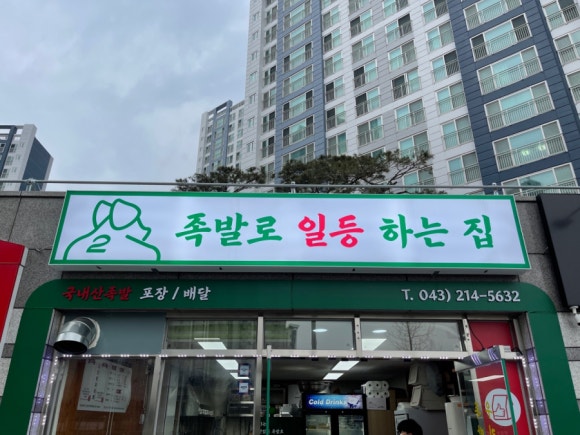 2 족발로 일등 하는 집
국내산족발 포장 / 배달 T. 043) 214-5632
Cold Drinks